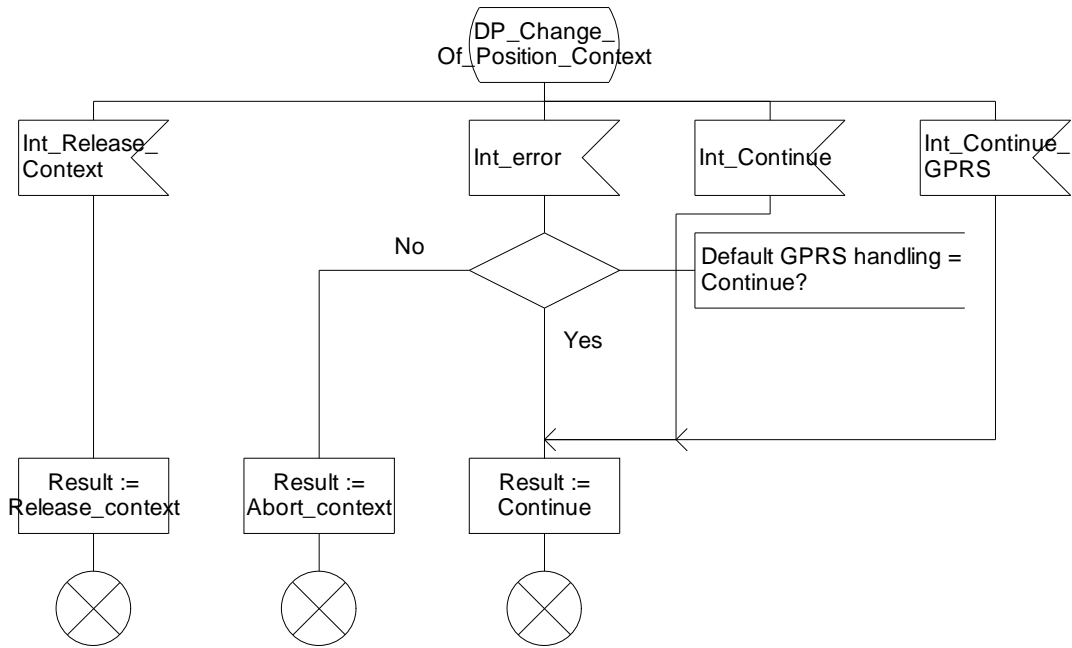 DP_Change_
Of_Position_Context
Int_Release_
Context
Int_error
Int_Continue
Int_Continue_
GPRS
No
Default GPRS handling =
Continue?
Yes
Result :=
Release_context
Result :=
Abort_context
Result :=
Continue